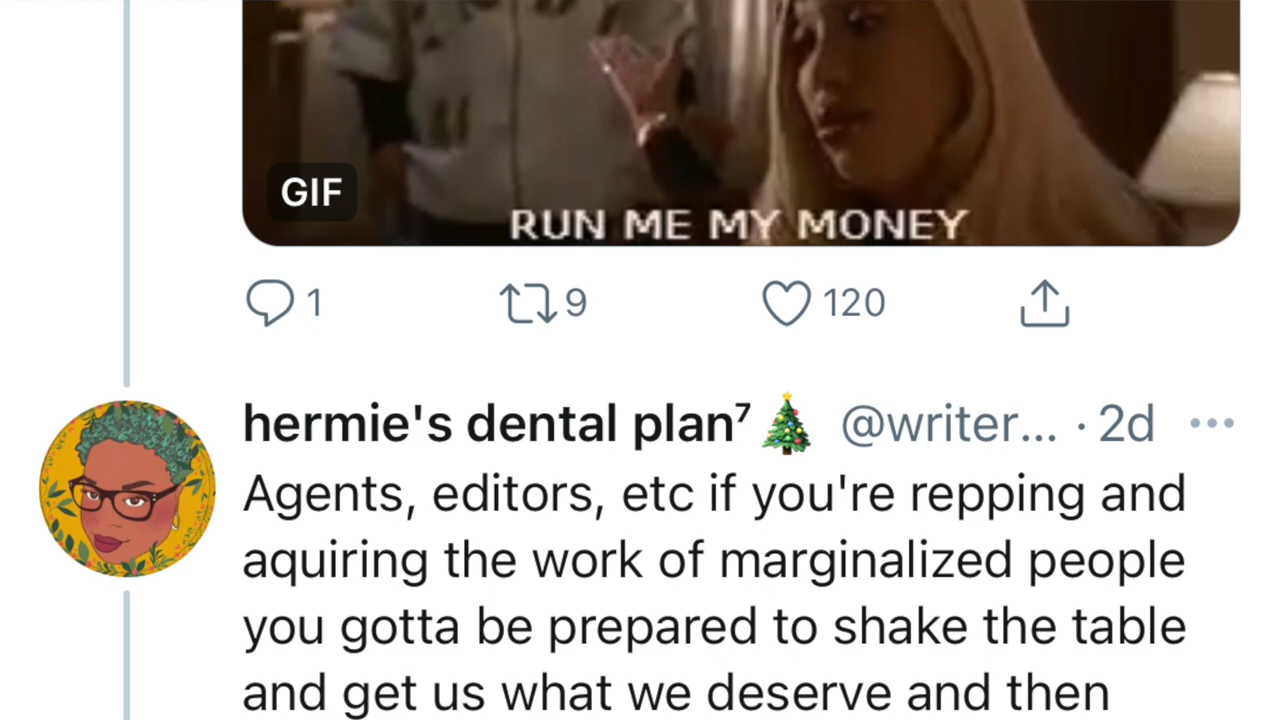 GIF
RUN ME MY MONEY
1 9 120
hermie's dental plan⁷🎄 @writer... · 2d
Agents, editors, etc if you're repping and
aquiring the work of marginalized people
you gotta be prepared to shake the table
and get us what we deserve and then